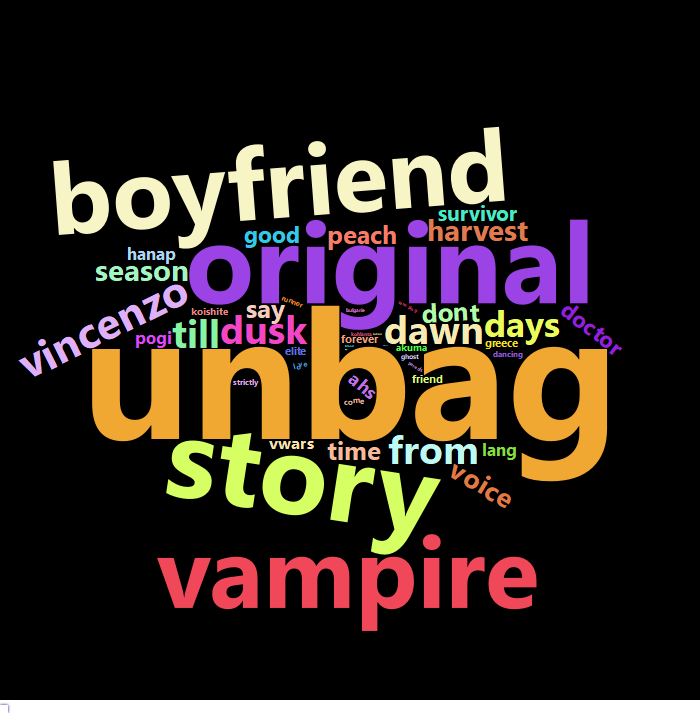 boyfriend
survivor
good peach harvest
original
hanap
season
vincenzo
koishite say dont days doctor
pogi till dusk forever dawn greece
elite akuma dancing
ghost
unbag
strictly ahs friend
come
vwars time from lang
story voice
vampire